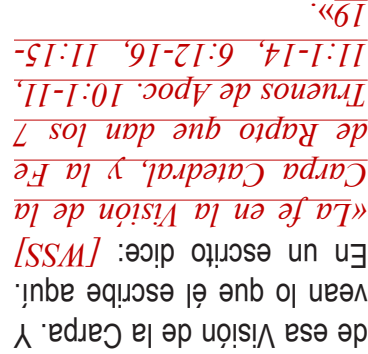 de esa Visión de la Carpa. Y
vean lo que él escribe aquí.
En un escrito dice: [WSS]
«La fe en la Visión de la
Carpa Catedral, y la Fe
de Rapto que dan los 7
Truenos de Apoc. 10:1-11,
11:1-14, 6:12-16, 11:15-
19».